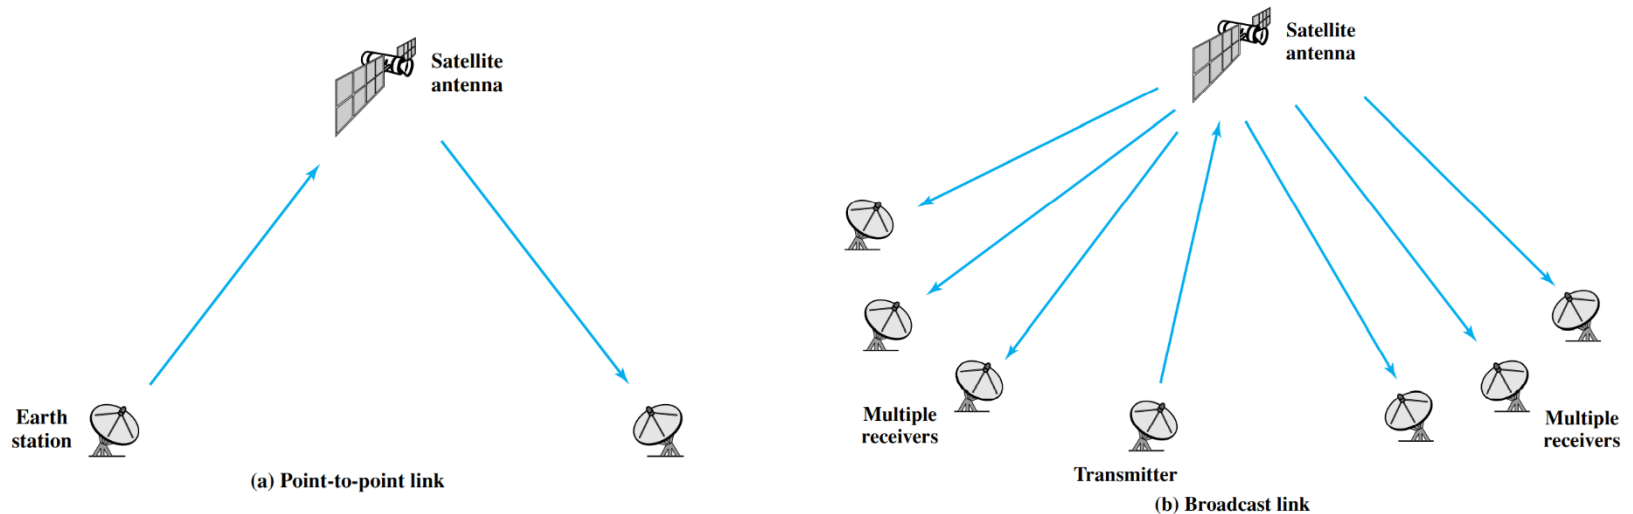 Satellite
antenna
Earth
station
(a) Point-to-point link
Satellite
antenna
Multiple
receivers
Transmitter
Multiple
receivers
(b) Broadcast link